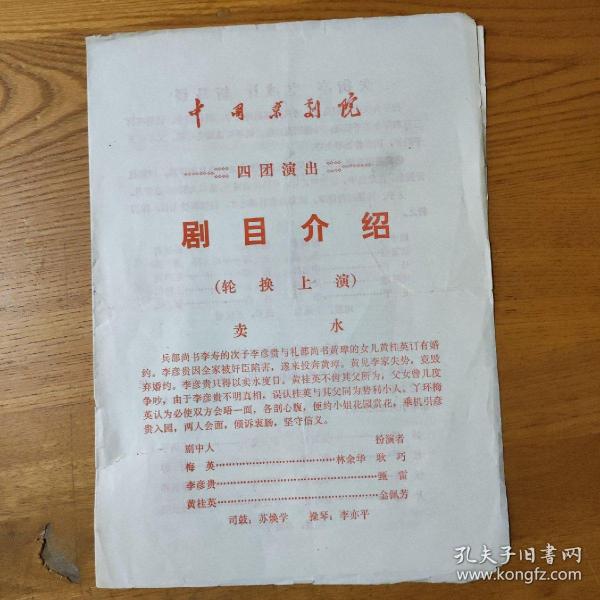 中国京剧院
四团演出
剧目介绍
(轮换上演)
卖水
兵部尚书李寿的次子李彦贵与礼部尚书黄璋的女儿黄桂英订有婚
约。李彦贵因全家被奸臣陷害，遂来投奔黄璋。黄见李家失势，竟毁
弃婚约。李彦贵只得以卖水度日。黄桂英不齿其父所为，父女曾几度
争吵，由于李彦贵不明真相，误认桂英与其父同为势利小人。丫环梅
英认为必使双方会晤一面，各剖心腹，便约小姐花园赏花，乘机引彦
贵入园，两人会面，倾诉衷肠，坚守信义。
剧中人 扮演者
梅英………………林余华 耿巧
李彦贵………………甄雷
黄桂英………………金佩芳
司鼓：苏焕学 操琴：李亦平
孔夫子旧书网
www.kongfz.com